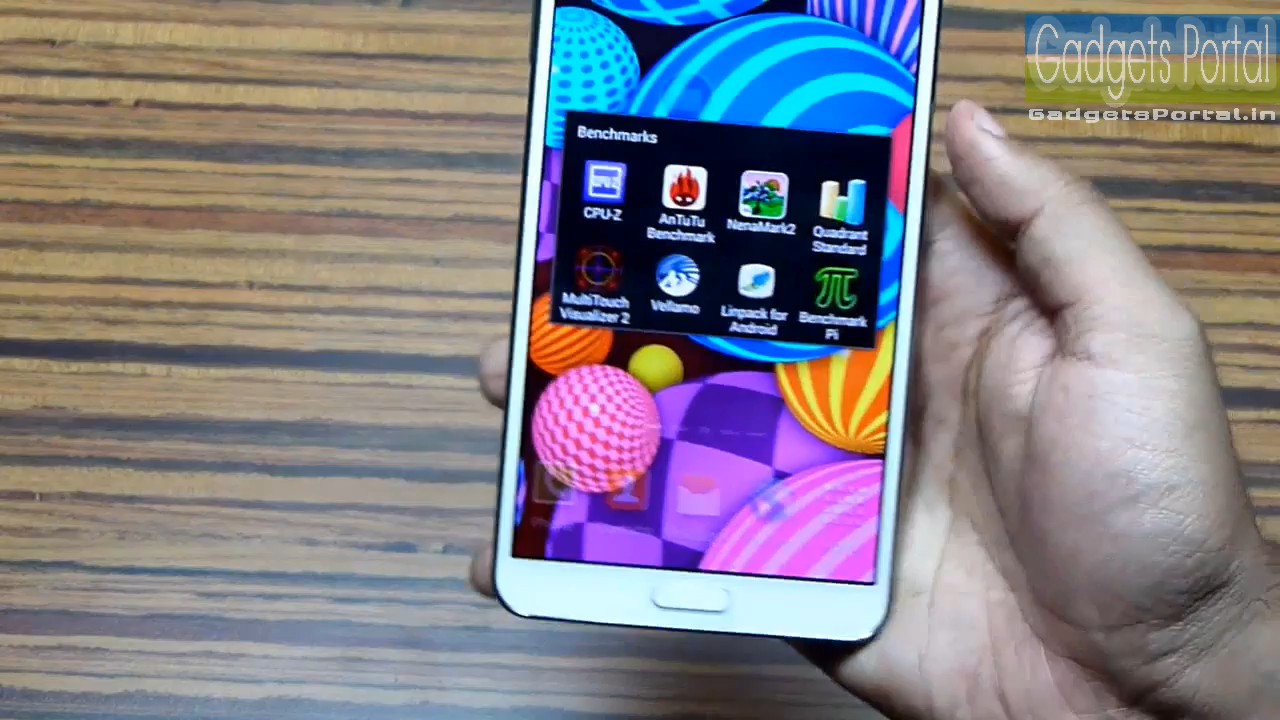 Gadgets Portal
GadgetsPortal.in
Benchmarks
CPU-Z
CPU-Z
AnTuTu
Benchmark
NenaMark2
Quadrant
Standard
MultiTouch
Visualizer 2
Vellamo
Linpack for
Android
π
Benchmark
Pi